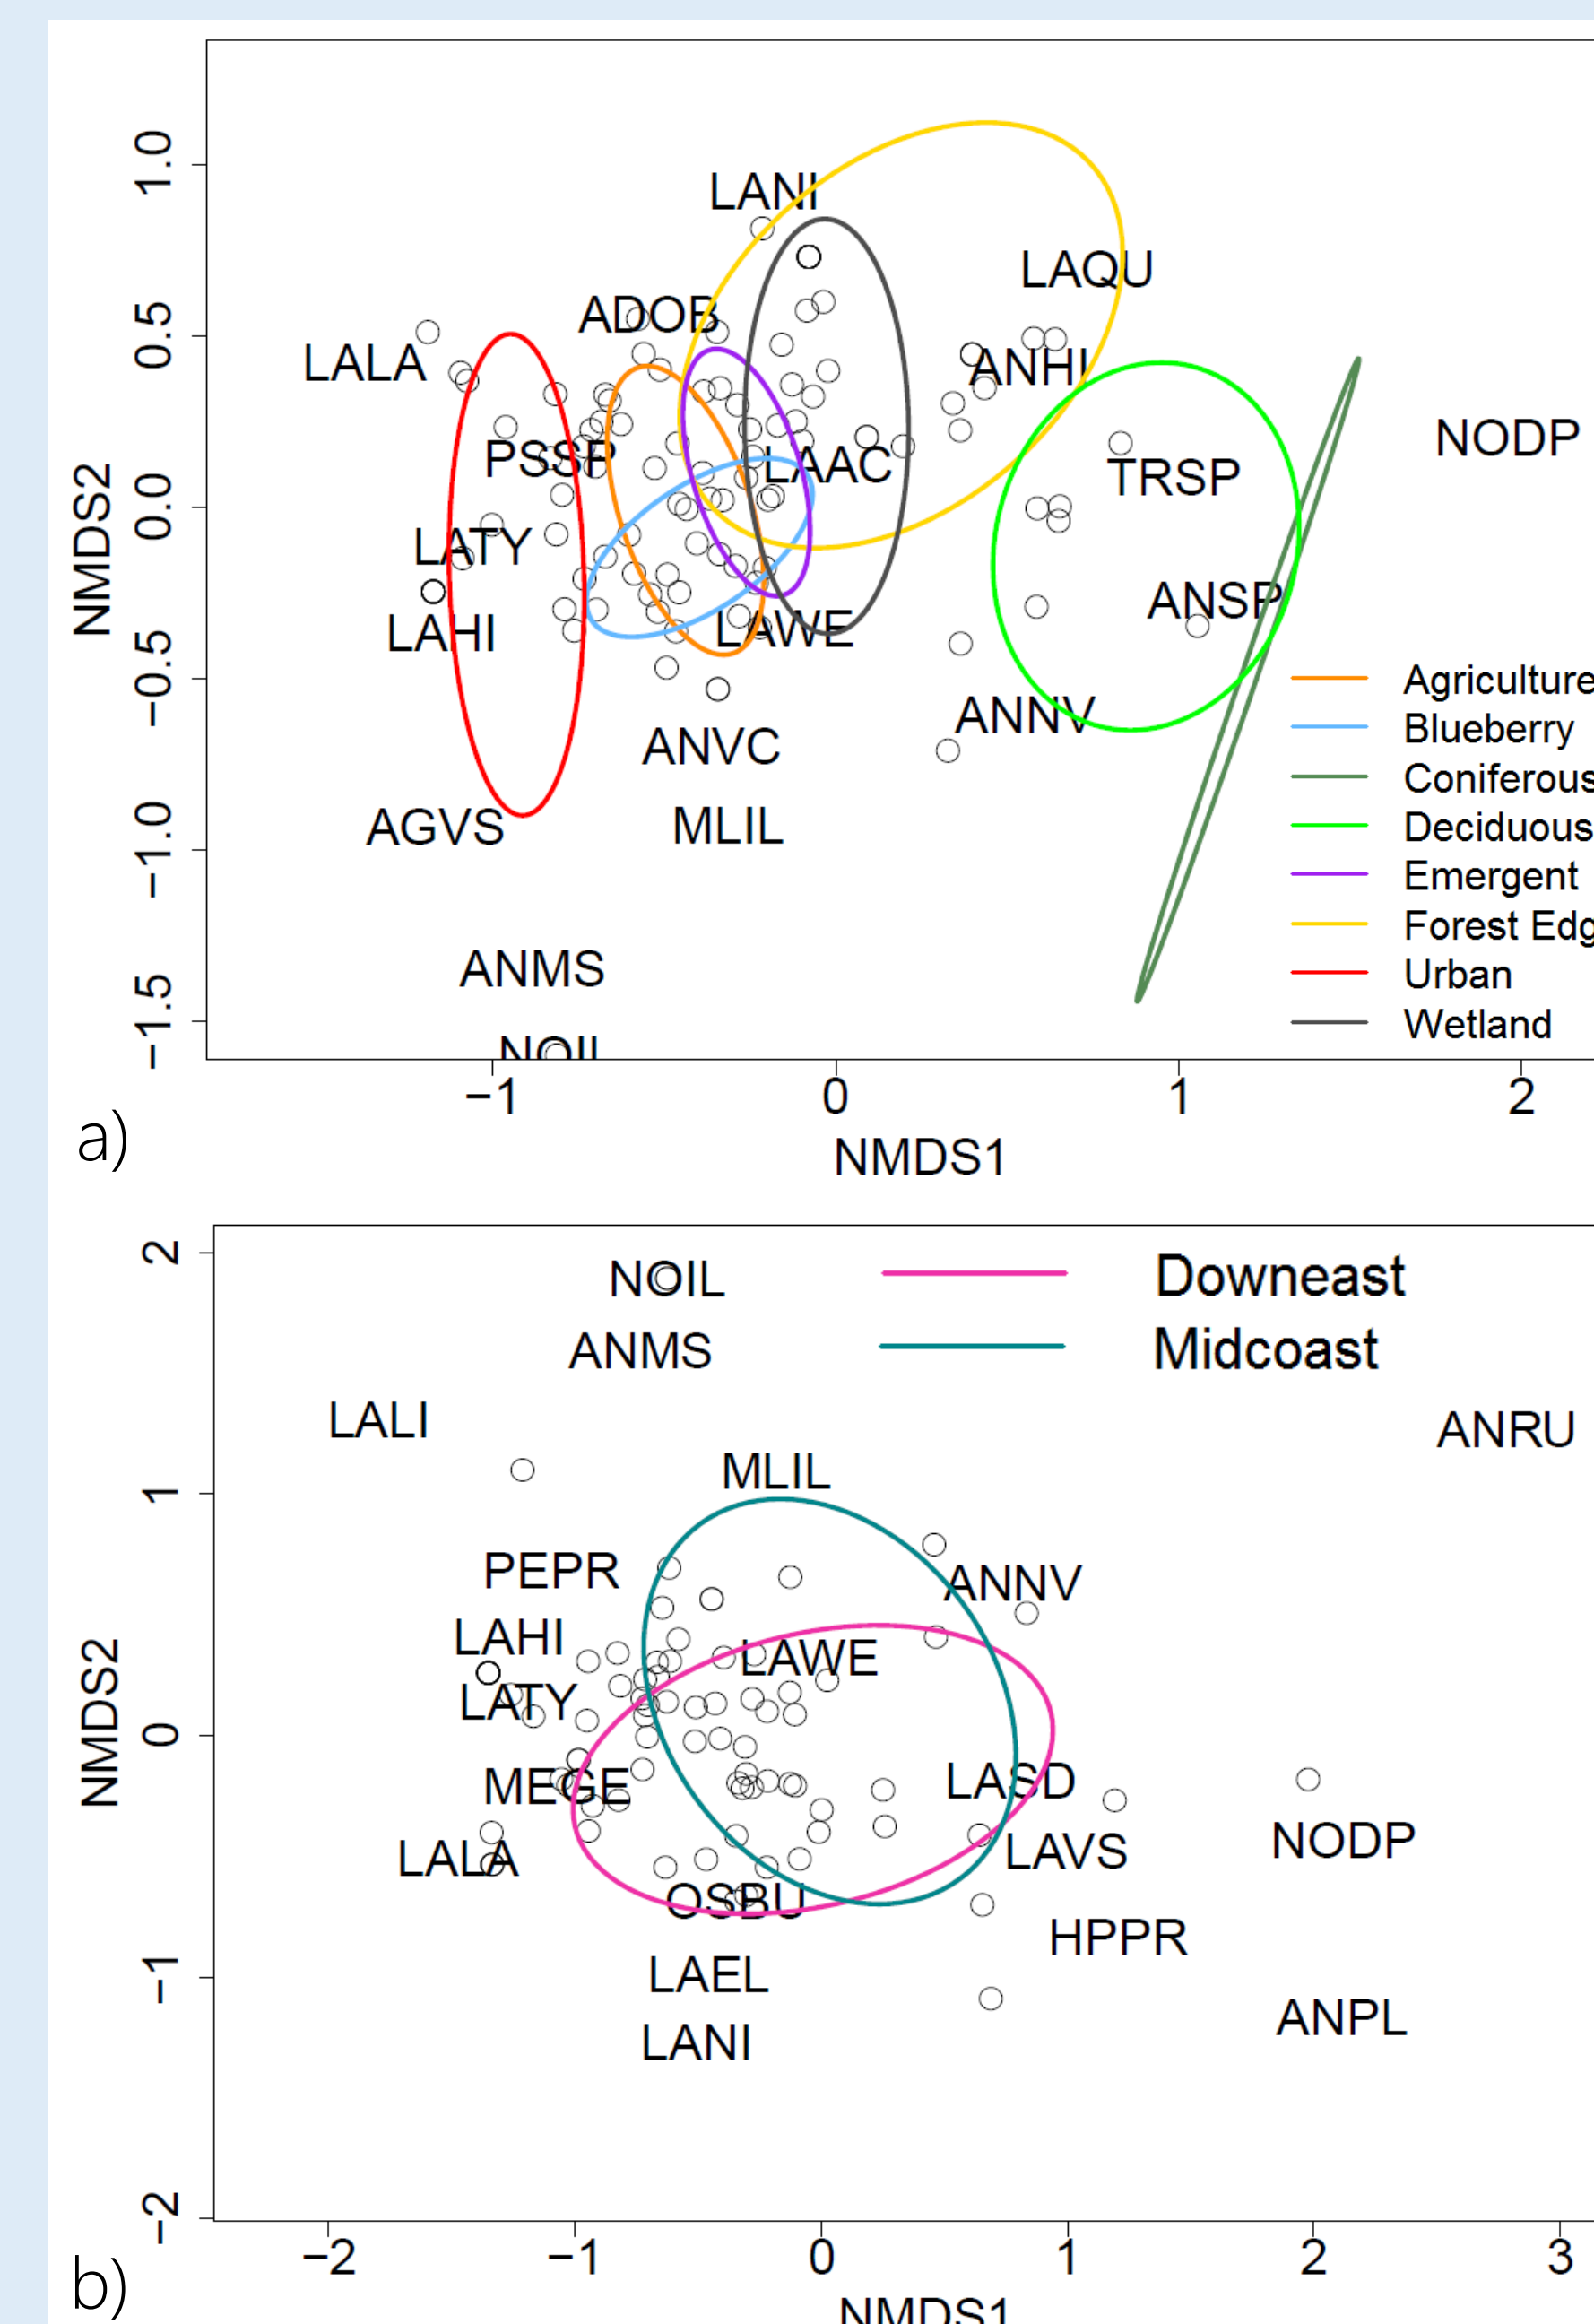 1.0
0.5
0.0
−0.5
−1.0
−1.5
NMDS2
LANI
LAQU
ADOB
LALA
ANHI
NODP
PSSP
LAAC
TRSP
LATY
ANSP
LAHI
LAWE
ANNV
ANVC
AGVS
MLIL
ANMS
NOIL
Agriculture
Blueberry
Coniferous
Deciduous
Emergent
Forest Edg
Urban
Wetland
−1
0
1
2
NMDS1
a)
2
1
0
−1
−2
NMDS2
NOIL
Downeast
ANMS
Midcoast
LALI
ANRU
MLIL
PEPR
ANNV
LAHI
LAWE
LATY
MEGE
LASD
LALA
LAVS
NODP
OSBU
HPPR
LAEL
ANPL
LANI
−2
−1
0
1
2
3
b)
NMDS1